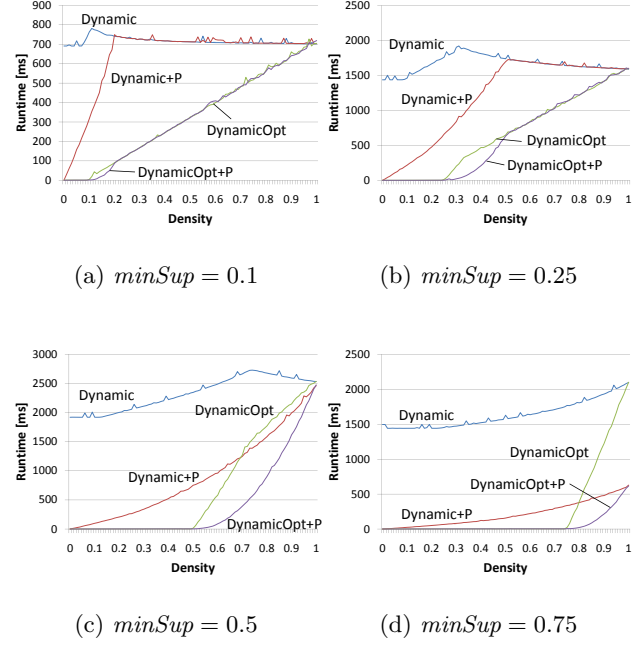 900
800
700
600
500
400
300
200
100
0
Runtime [ms]
Dynamic
Dynamic+P
DynamicOpt
DynamicOpt+P
0 0.1 0.2 0.3 0.4 0.5 0.6 0.7 0.8 0.9 1
Density
(a) minSup = 0.1
2500
2000
1500
1000
500
0
Runtime [ms]
Dynamic
Dynamic+P
DynamicOpt
DynamicOpt+P
0 0.1 0.2 0.3 0.4 0.5 0.6 0.7 0.8 0.9 1
Density
(b) minSup = 0.25
3000
2500
2000
1500
1000
500
0
Runtime [ms]
Dynamic
DynamicOpt
Dynamic+P
DynamicOpt+P
0 0.1 0.2 0.3 0.4 0.5 0.6 0.7 0.8 0.9 1
Density
(c) minSup = 0.5
2500
2000
1500
1000
500
0
Runtime [ms]
Dynamic
DynamicOpt
DynamicOpt+P
Dynamic+P
0 0.1 0.2 0.3 0.4 0.5 0.6 0.7 0.8 0.9 1
Density
(d) minSup = 0.75